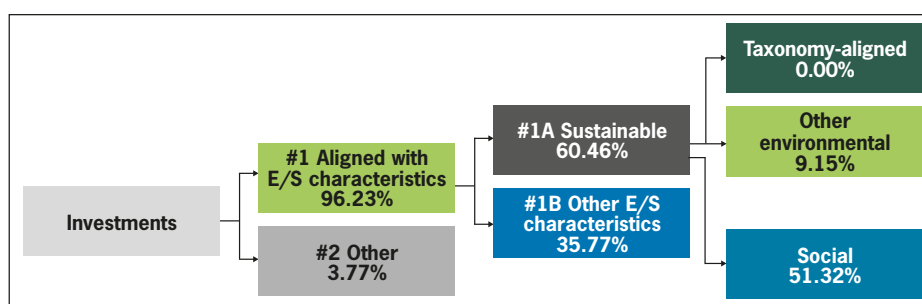 Investments
#1 Aligned with
E/S characteristics
96.23%
#2 Other
3.77%
#1A Sustainable
60.46%
#1B Other E/S
characteristics
35.77%
Taxonomy-aligned
0.00%
Other
environmental
9.15%
Social
51.32%